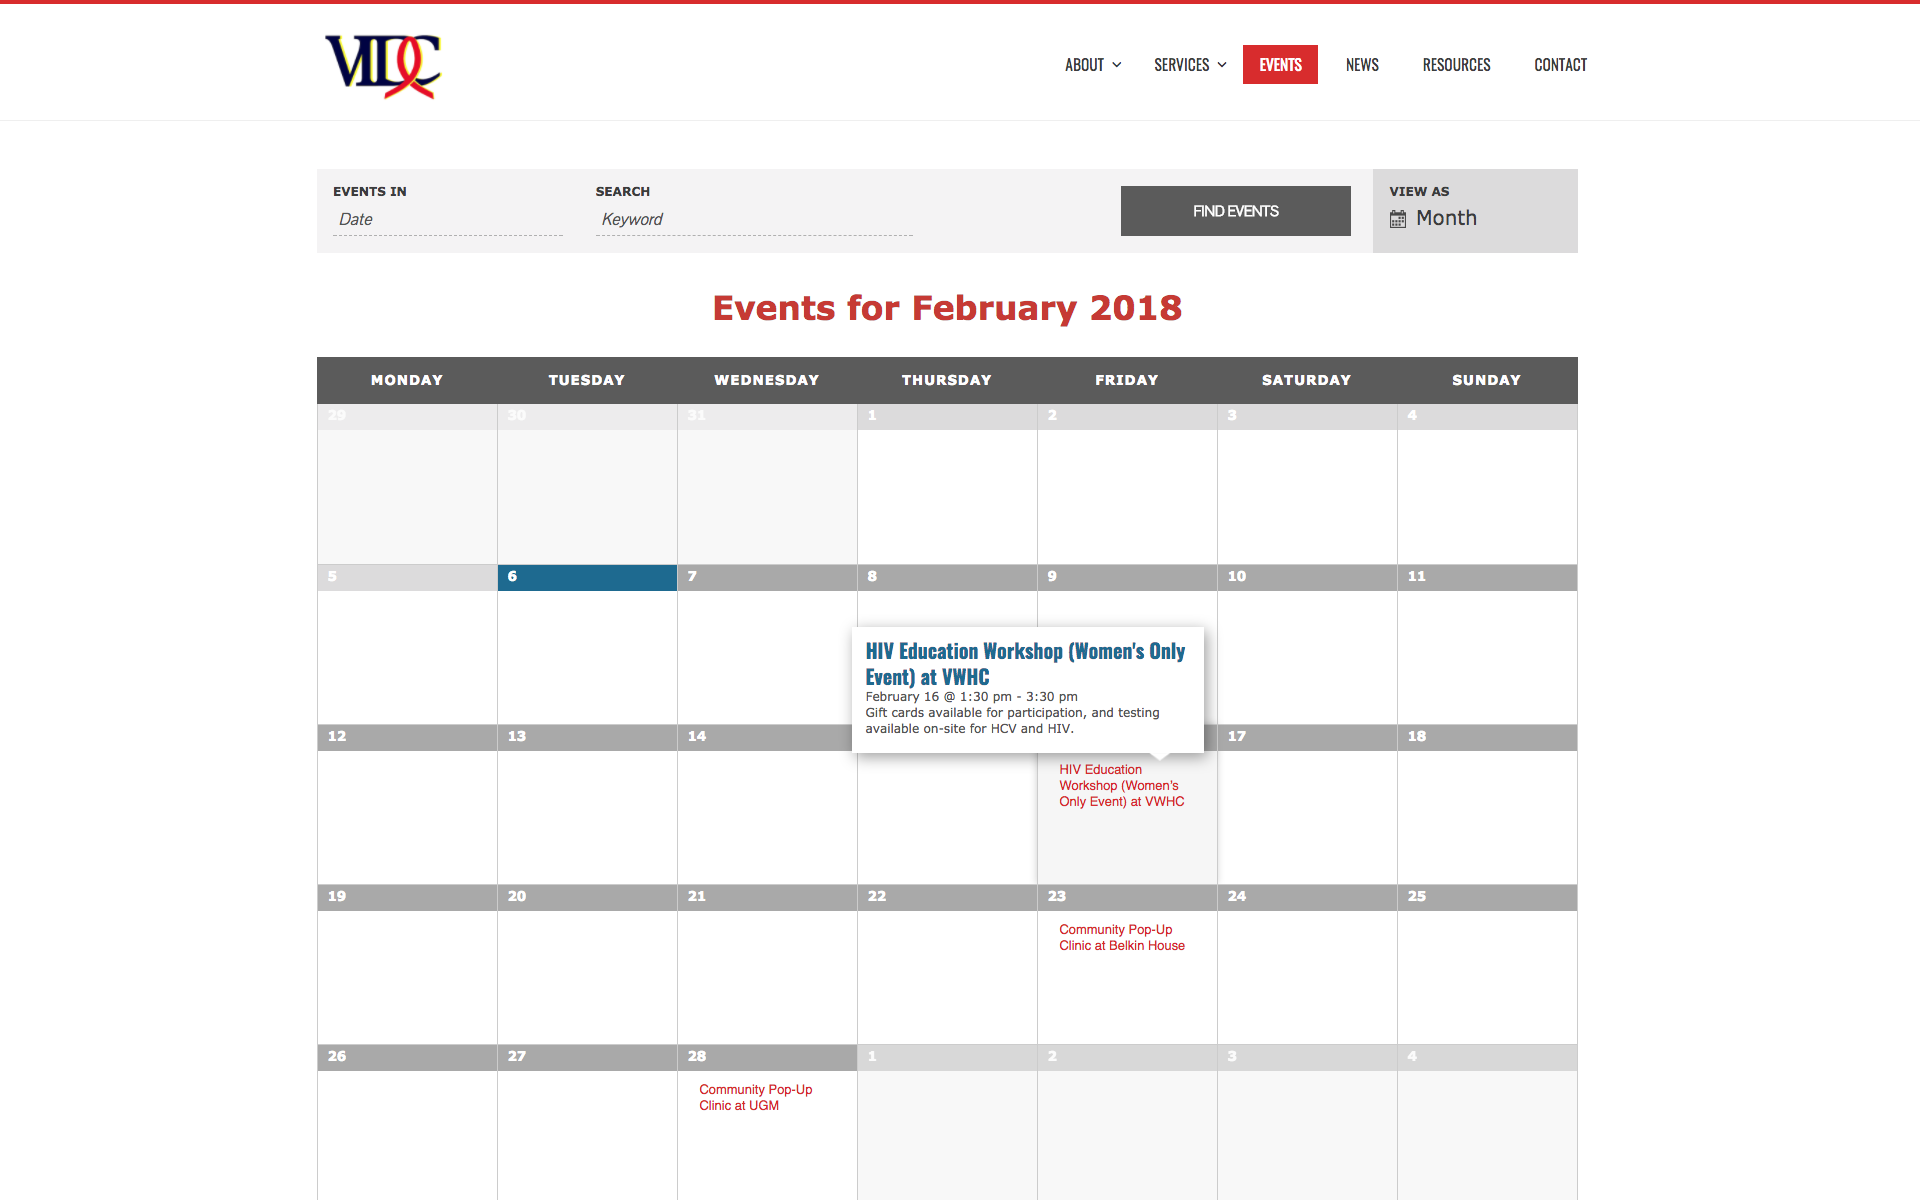 VIDC
ABOUT
SERVICES
EVENTS
NEWS
RESOURCES
CONTACT
EVENTS IN
Date
SEARCH
Keyword
FIND EVENTS
VIEW AS
Month
Events for February 2018
MONDAY TUESDAY WEDNESDAY THURSDAY FRIDAY SATURDAY SUNDAY
29 30 31 1 2 3 4
5 6 7 8 9 10 11
HIV Education Workshop (Women's Only
Event) at VWHC
February 16 @ 1:30 pm - 3:30 pm
Gift cards available for participation, and testing
available on-site for HCV and HIV.
12 13 14 17 18
HIV Education
Workshop (Women's
Only Event) at VWHC
19 20 21 22 23 24 25
Community Pop-Up
Clinic at Belkin House
26 27 28 1 2 3 4
Community Pop-Up
Clinic at UGM